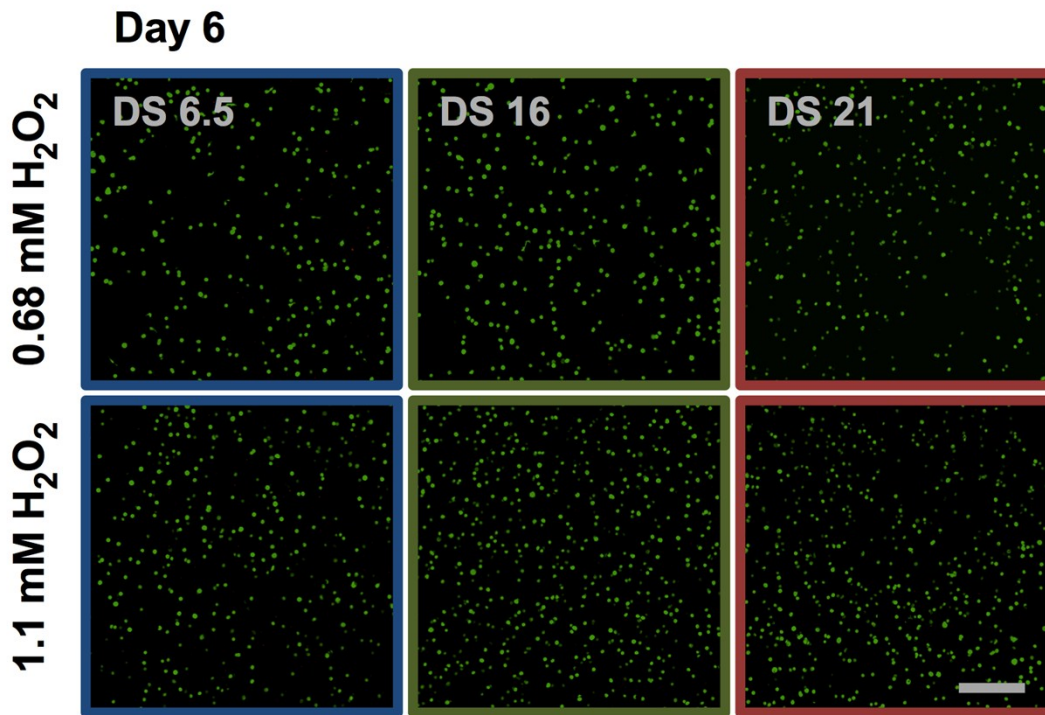 Day 6
DS 6.5
DS 16
DS 21
0.68 mM H₂O₂
1.1 mM H₂O₂